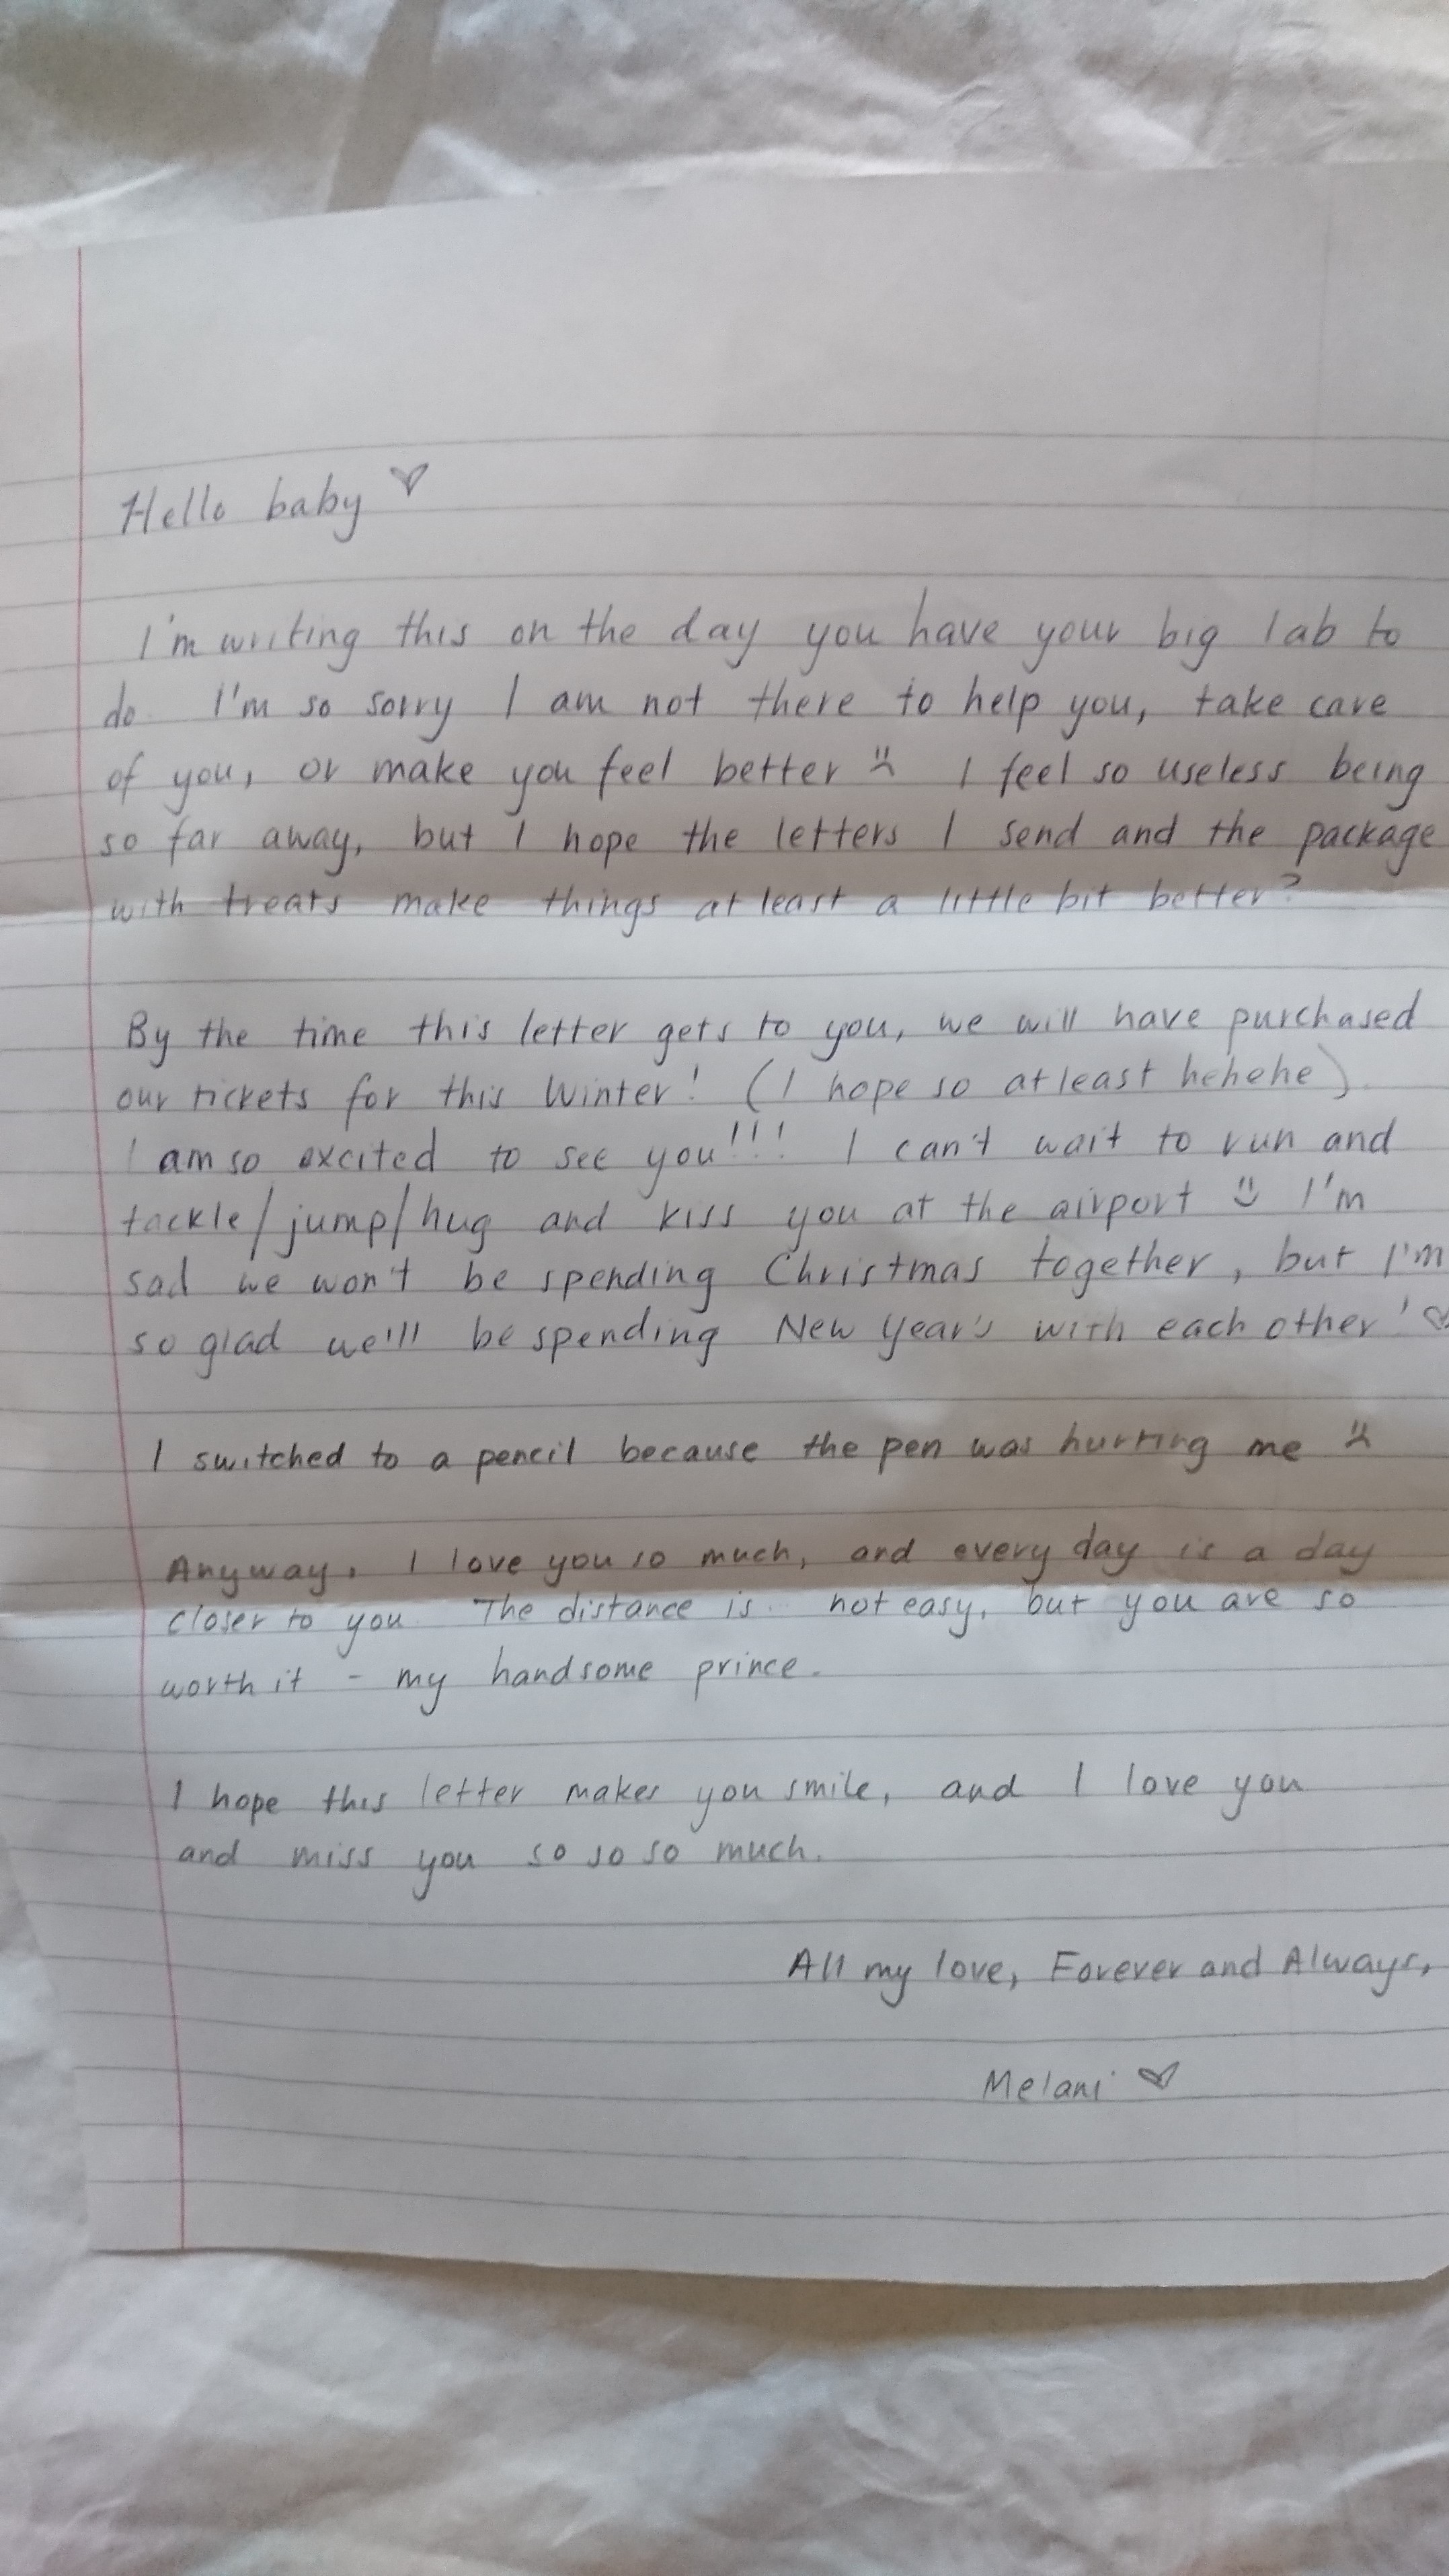 Hello baby ♡
I'm writing this on the day you have your big lab to
do. I'm so sorry I am not there to help you, take care
of you, or make you feel better :( I feel so useless being
so far away, but I hope the letters I send and the package
with treats make things at least a little bit better?
By the time this letter gets to you, we will have purchased
our tickets for this Winter! (I hope so at least hehehe).
I am so excited to see you!!! I can't wait to run and
tackle/jump/hug and kiss you at the airport :) I'm
sad we won't be spending Christmas together, but I'm
so glad we'll be spending New Year's with each other! ♡
I switched to a pencil because the pen was hurting me :(
Anyway, I love you so much, and every day is a day
closer to you. The distance is not easy, but you are so
worth it - my handsome prince.
I hope this letter makes you smile, and I love you
and miss you so so so much.
All my love, Forever and Always,
Melani ♡